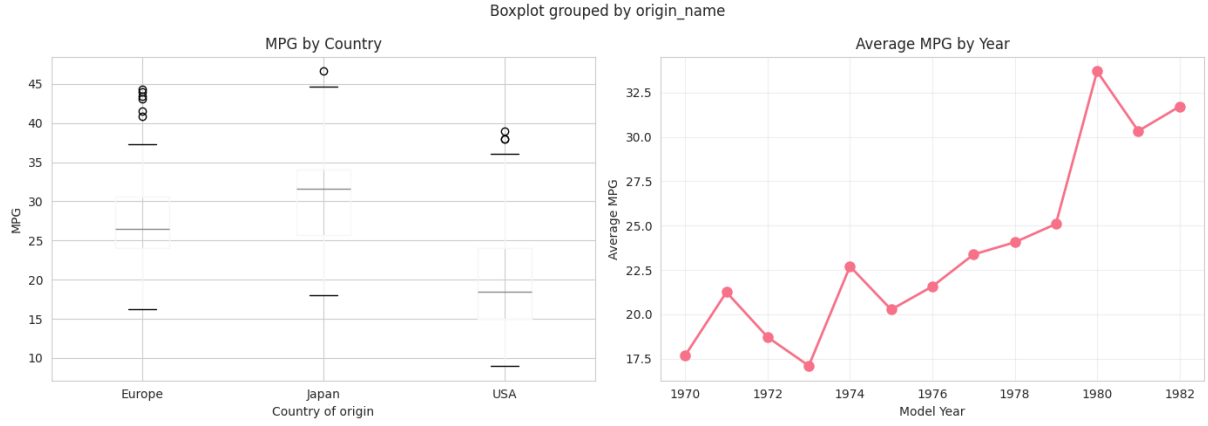 Boxplot grouped by origin_name
MPG by Country
MPG
45
40
35
30
25
20
15
10
Europe
Japan
USA
Country of origin
Average MPG by Year
Average MPG
32.5
30.0
27.5
25.0
22.5
20.0
17.5
1970
1972
1974
1976
1978
1980
1982
Model Year